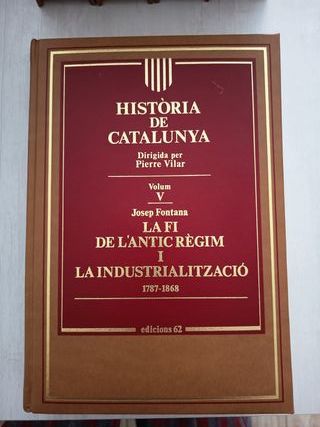 HISTÒRIA
DE
CATALUNYA
Dirigida per
Pierre Vilar
Volum
V
Josep Fontana
LA FI
DE L'ANTIC RÈGIM
I
LA INDUSTRIALITZACIÓ
1787-1868
edicions 62